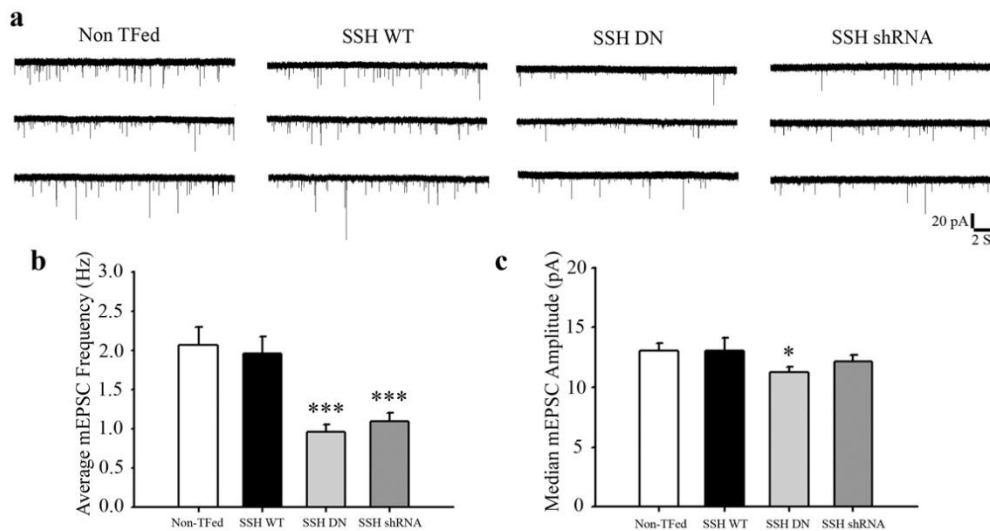 a
Non TFed SSH WT SSH DN SSH shRNA
20 pA
2 S
b
Average mEPSC Frequency (Hz)
3.0
2.5
2.0
1.5
1.0
0.5
0.0
*** ***
Non-TFed SSH WT SSH DN SSH shRNA
c
Median mEPSC Amplitude (pA)
20
15
10
5
0
*
Non-TFed SSH WT SSH DN SSH shRNA